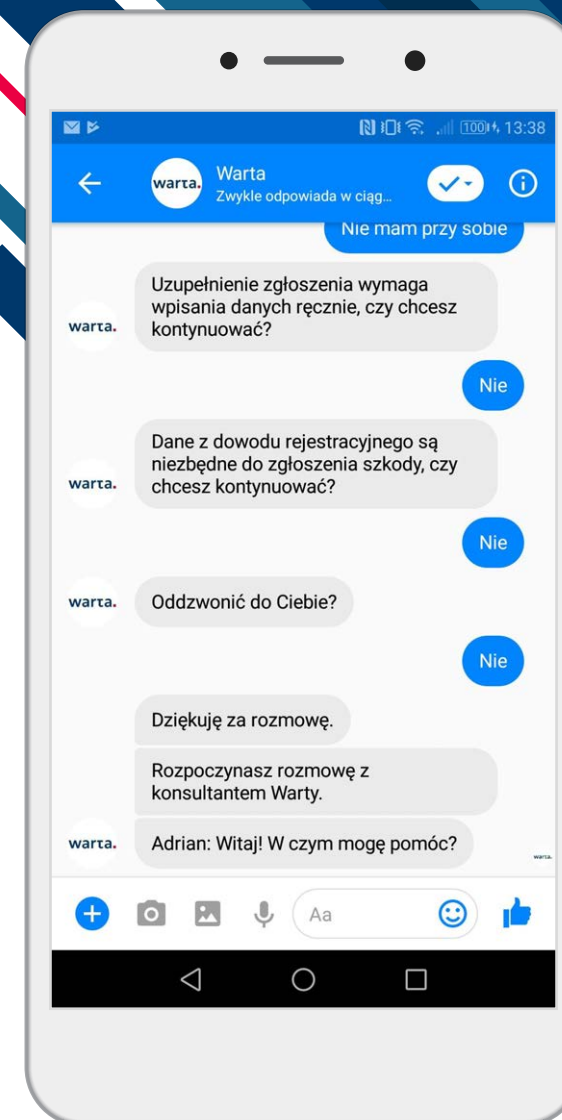 100 13:38
warta.
Warta
Zwykle odpowiada w ciąg...
Nie mam przy sobie
Uzupełnienie zgłoszenia wymaga
wpisania danych ręcznie, czy chcesz
kontynuować?
warta.
Nie
Dane z dowodu rejestracyjnego są
niezbędne do zgłoszenia szkody, czy
chcesz kontynuować?
warta.
Nie
warta.
Oddzwonić do Ciebie?
Nie
Dziękuję za rozmowę.
Rozpoczynasz rozmowę z
konsultantem Warty.
warta.
Adrian: Witaj! W czym mogę pomóc?
warta.
Aa